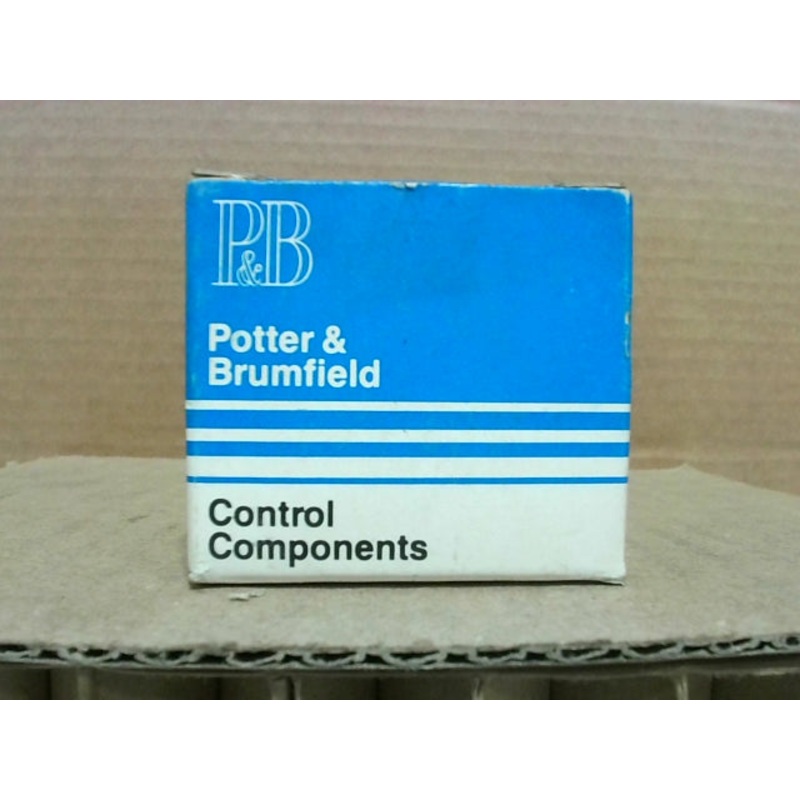 P&B
Potter &
Brumfield
Control
Components